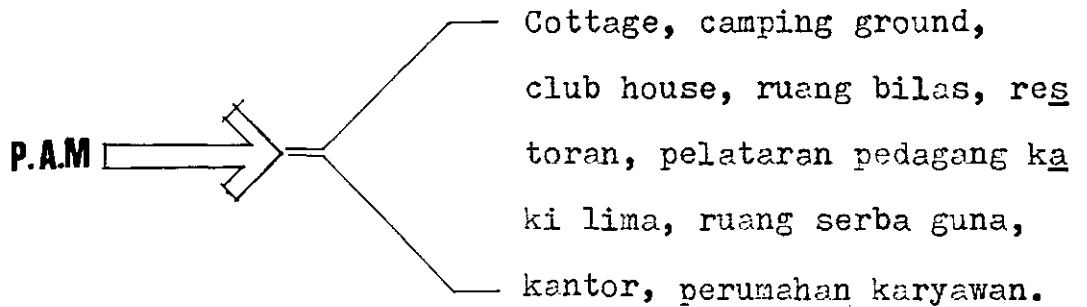 Cottage, camping ground,
club house, ruang bilas, res
P.A.M toran, pelataran pedagang ka
ki lima, ruang serba guna,
kantor, perumahan karyawan.